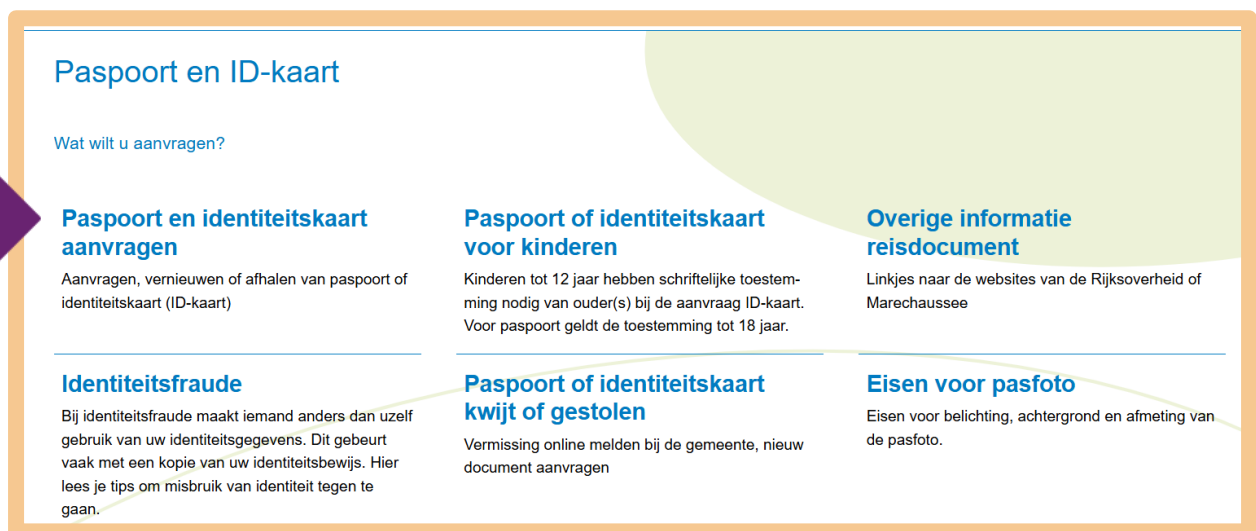 Paspoort en ID-kaart
Wat wilt u aanvragen?
Paspoort en identiteitskaart
aanvragen
Aanvragen, vernieuwen of afhalen van paspoort of
identiteitskaart (ID-kaart)
Paspoort of identiteitskaart
voor kinderen
Kinderen tot 12 jaar hebben schriftelijke toestem-
ming nodig van ouder(s) bij de aanvraag ID-kaart.
Voor paspoort geldt de toestemming tot 18 jaar.
Overige informatie
reisdocument
Linkjes naar de websites van de Rijksoverheid of
Marechaussee
Identiteitsfraude
Bij identiteitsfraude maakt iemand anders dan uzelf
gebruik van uw identiteitsgegevens. Dit gebeurt
vaak met een kopie van uw identiteitsbewijs. Hier
lees je tips om misbruik van identiteit tegen te
gaan.
Paspoort of identiteitskaart
kwijt of gestolen
Vermissing online melden bij de gemeente, nieuw
document aanvragen
Eisen voor pasfoto
Eisen voor belichting, achtergrond en afmeting van
de pasfoto.